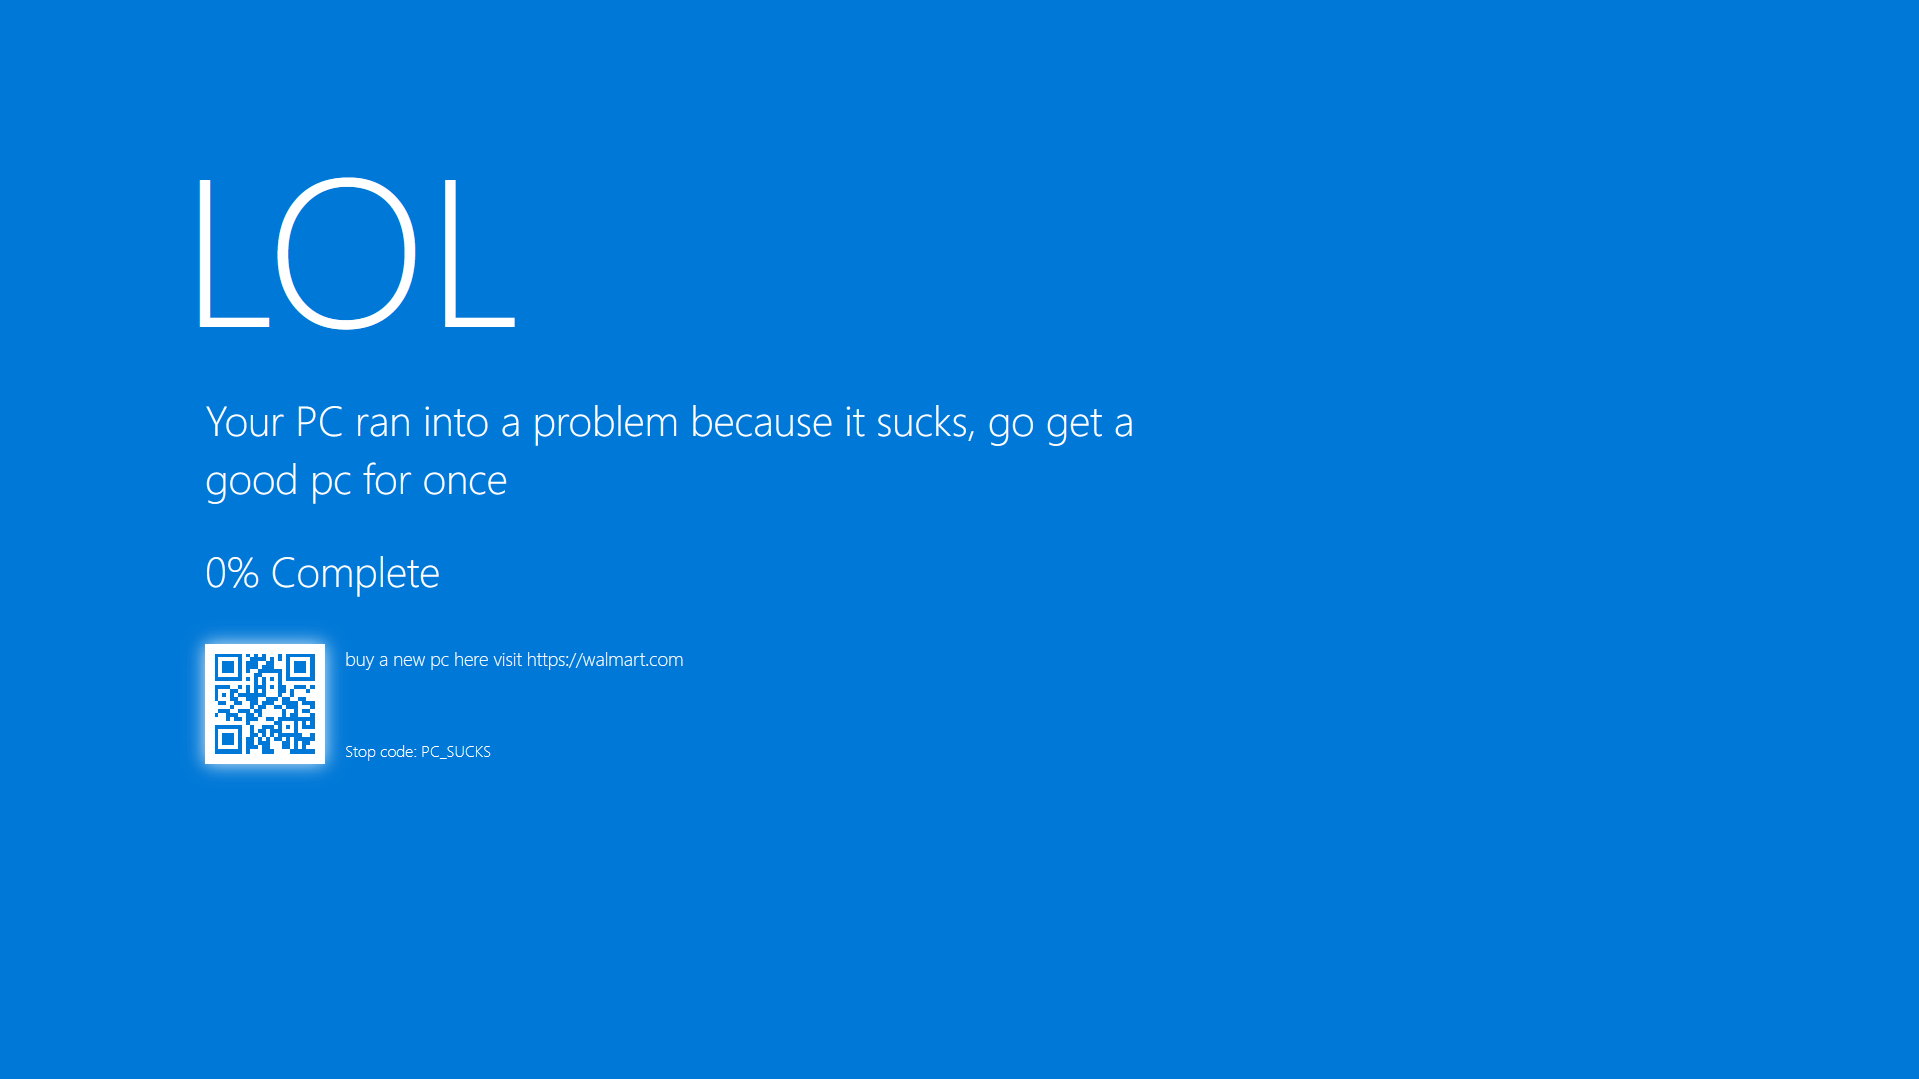 LOL
Your PC ran into a problem because it sucks, go get a
good pc for once
0% Complete
buy a new pc here visit https://walmart.com
Stop code: PC_SUCKS